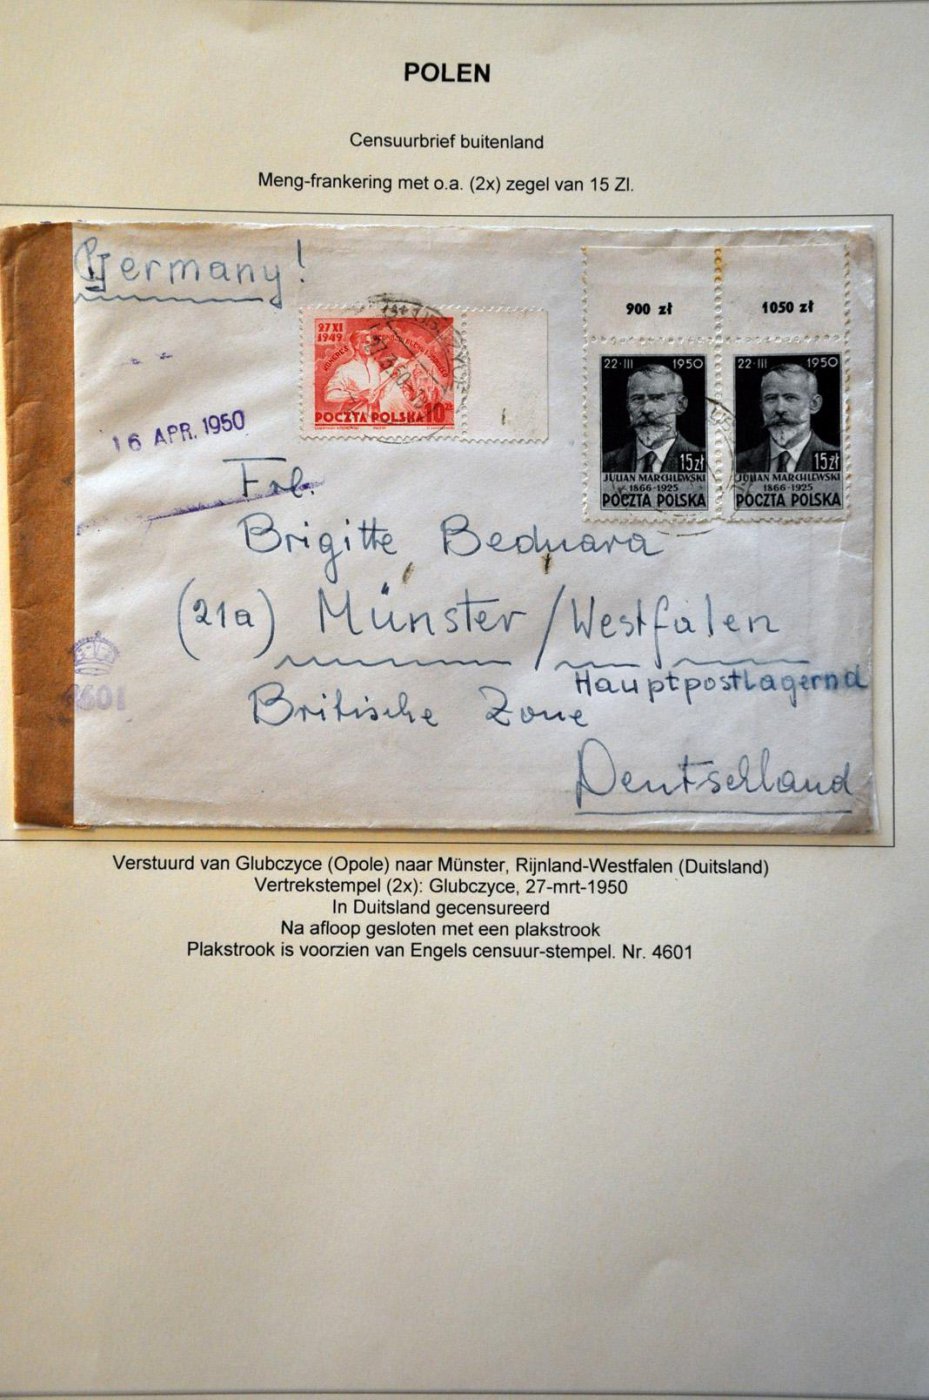 POLEN
Censuurbrief buitenland
Meng-frankering met o.a. (2x) zegel van 15 Zl.
Germany!
27 XI
1949
POCZTA POLSKA 10
900 zł
1050 zł
22·III 1950
15zł
JULIAN MARCHLEWSKI
1866-1925
POCZTA POLSKA
22·III 1950
15zł
JULIAN MARCHLEWSKI
1866-1925
POCZTA POLSKA
16 APR. 1950
Frl.
Brigitte Bednara
(21a) Münster/Westfalen
Hauptpostlagernd
Britische Zone
Deutschland
4601
Verstuurd van Glubczyce (Opole) naar Münster, Rijnland-Westfalen (Duitsland)
Vertrekstempel (2x): Glubczyce, 27-mrt-1950
In Duitsland gecensureerd
Na afloop gesloten met een plakstrook
Plakstrook is voorzien van Engels censuur-stempel. Nr. 4601